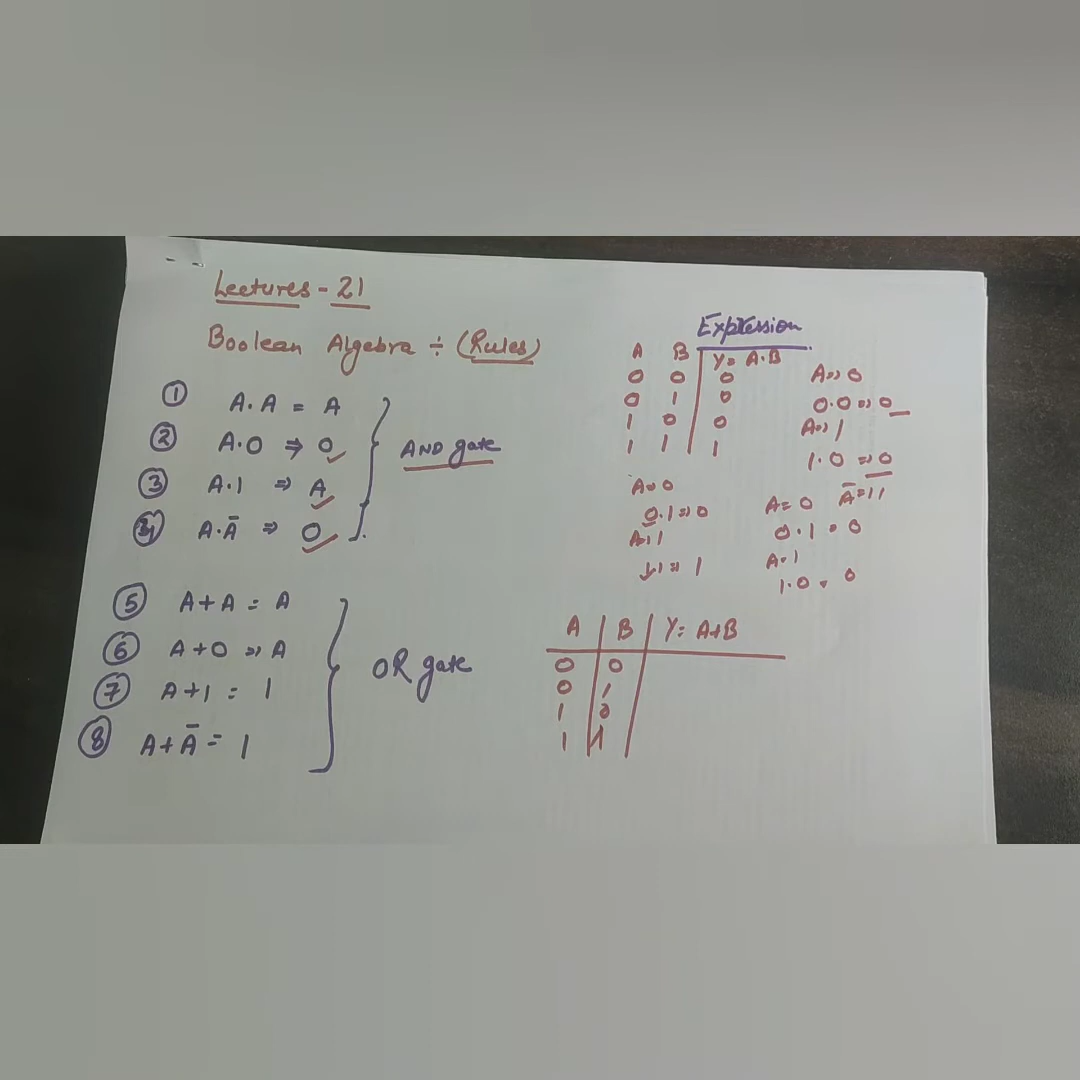 Lectures - 21
Boolean Algebra ÷ (Rules)
① A.A = A
② A.0 ⇒ 0
③ A.1 ⇒ A
A.Ā ⇒ 0
AND gate
⑤ A+A = A
⑥ A+0 ⇒ A
⑦ A+1 = 1
⑧ A+Ā = 1
OR gate
Expression
A B Y= A.B
0 0 0
0 1 0
1 0 0
1 1 1
A⇒ 0
0.0 ⇒ 0
A⇒ 1
1.0 ⇒ 0
A=0
0.1 ⇒ 0
A=1
1.1 = 1
A= 0 Ā=1
0.1 = 0
A=1
1.0 = 0
A B Y= A+B
0 0
0 1
1 0
1 1